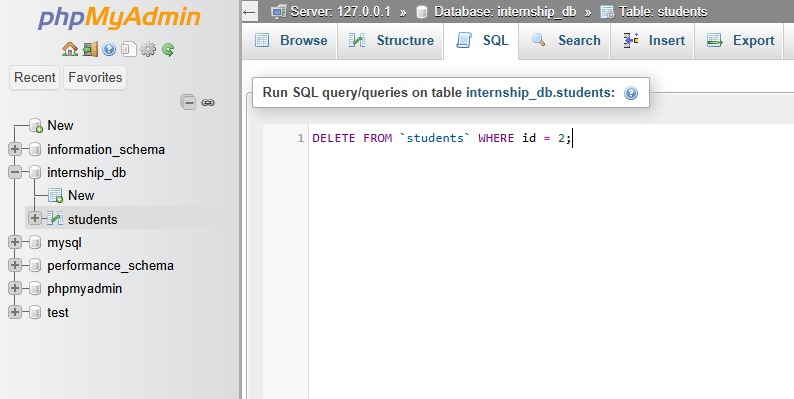 phpMyAdmin
Recent Favorites
New
information_schema
internship_db
New
students
mysql
performance_schema
phpmyadmin
test
Server: 127.0.0.1 » Database: internship_db » Table: students
Browse Structure SQL Search Insert Export
Run SQL query/queries on table internship_db.students:
1 DELETE FROM `students` WHERE id = 2;